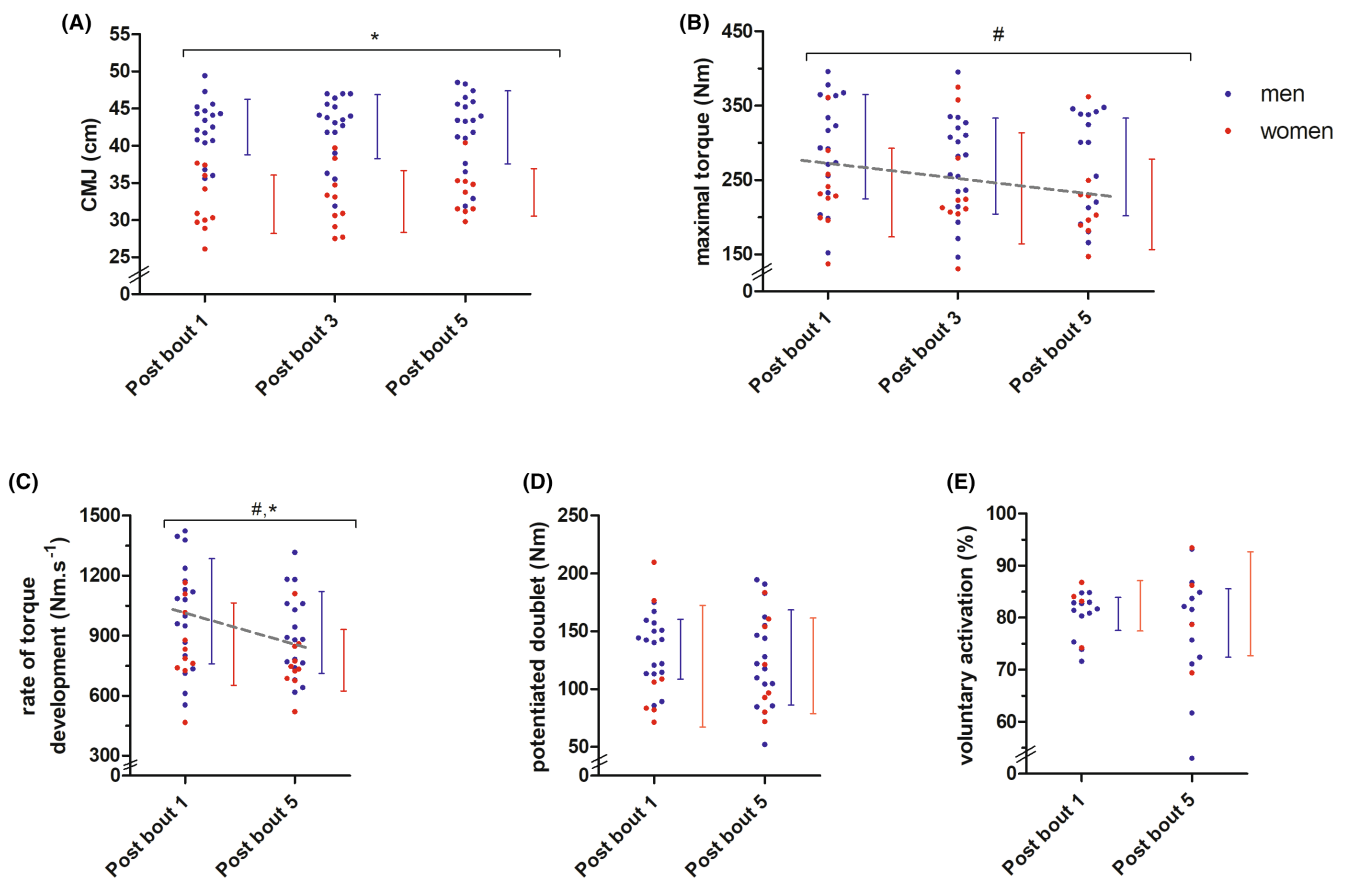 (A)
CMJ (cm)
55
50
45
40
35
30
25
0
*
Post bout 1
Post bout 3
Post bout 5
(B)
maximal torque (Nm)
450
350
250
150
0
#
Post bout 1
Post bout 3
Post bout 5
men
women
(C)
rate of torque
development (Nm.s⁻¹)
1500
1200
900
600
300
0
#,*
Post bout 1
Post bout 5
(D)
potentiated doublet (Nm)
250
200
150
100
50
0
Post bout 1
Post bout 5
(E)
voluntary activation (%)
100
90
80
70
60
0
Post bout 1
Post bout 5